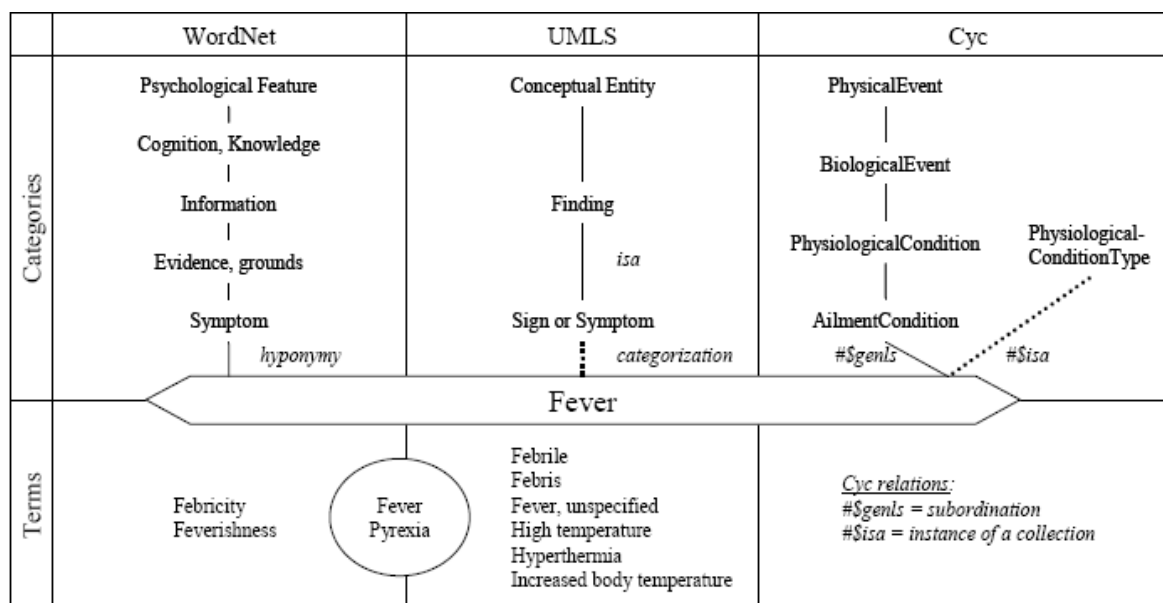 WordNet
UMLS
Cyc
Categories
Psychological Feature
Cognition, Knowledge
Information
Evidence, grounds
Symptom
hyponymy
Conceptual Entity
Finding
isa
Sign or Symptom
categorization
PhysicalEvent
BiologicalEvent
PhysiologicalCondition
AilmentCondition
#$genls
Physiological-
ConditionType
#$isa
Fever
Terms
Febricity
Feverishness
Fever
Pyrexia
Febrile
Febris
Fever, unspecified
High temperature
Hyperthermia
Increased body temperature
Cyc relations:
#$genls = subordination
#$isa = instance of a collection